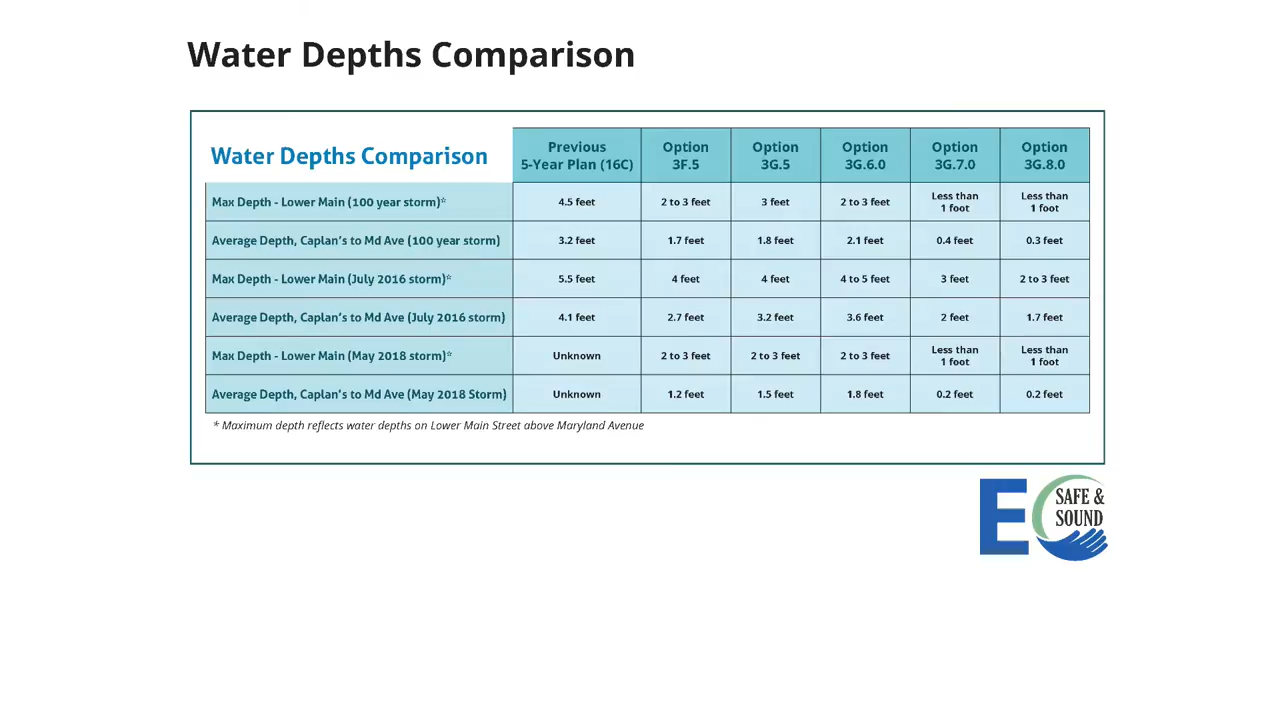 Water Depths Comparison
Water Depths Comparison
Previous 5-Year Plan (16C) Option 3F.5 Option 3G.5 Option 3G.6.0 Option 3G.7.0 Option 3G.8.0
Max Depth - Lower Main (100 year storm)* 4.5 feet 2 to 3 feet 3 feet 2 to 3 feet Less than 1 foot Less than 1 foot
Average Depth, Caplan's to Md Ave (100 year storm) 3.2 feet 1.7 feet 1.8 feet 2.1 feet 0.4 feet 0.3 feet
Max Depth - Lower Main (July 2016 storm)* 5.5 feet 4 feet 4 feet 4 to 5 feet 3 feet 2 to 3 feet
Average Depth, Caplan's to Md Ave (July 2016 storm) 4.1 feet 2.7 feet 3.2 feet 3.6 feet 2 feet 1.7 feet
Max Depth - Lower Main (May 2018 storm)* Unknown 2 to 3 feet 2 to 3 feet 2 to 3 feet Less than 1 foot Less than 1 foot
Average Depth, Caplan's to Md Ave (May 2018 Storm) Unknown 1.2 feet 1.5 feet 1.8 feet 0.2 feet 0.2 feet
* Maximum depth reflects water depths on Lower Main Street above Maryland Avenue
EC
SAFE &
SOUND